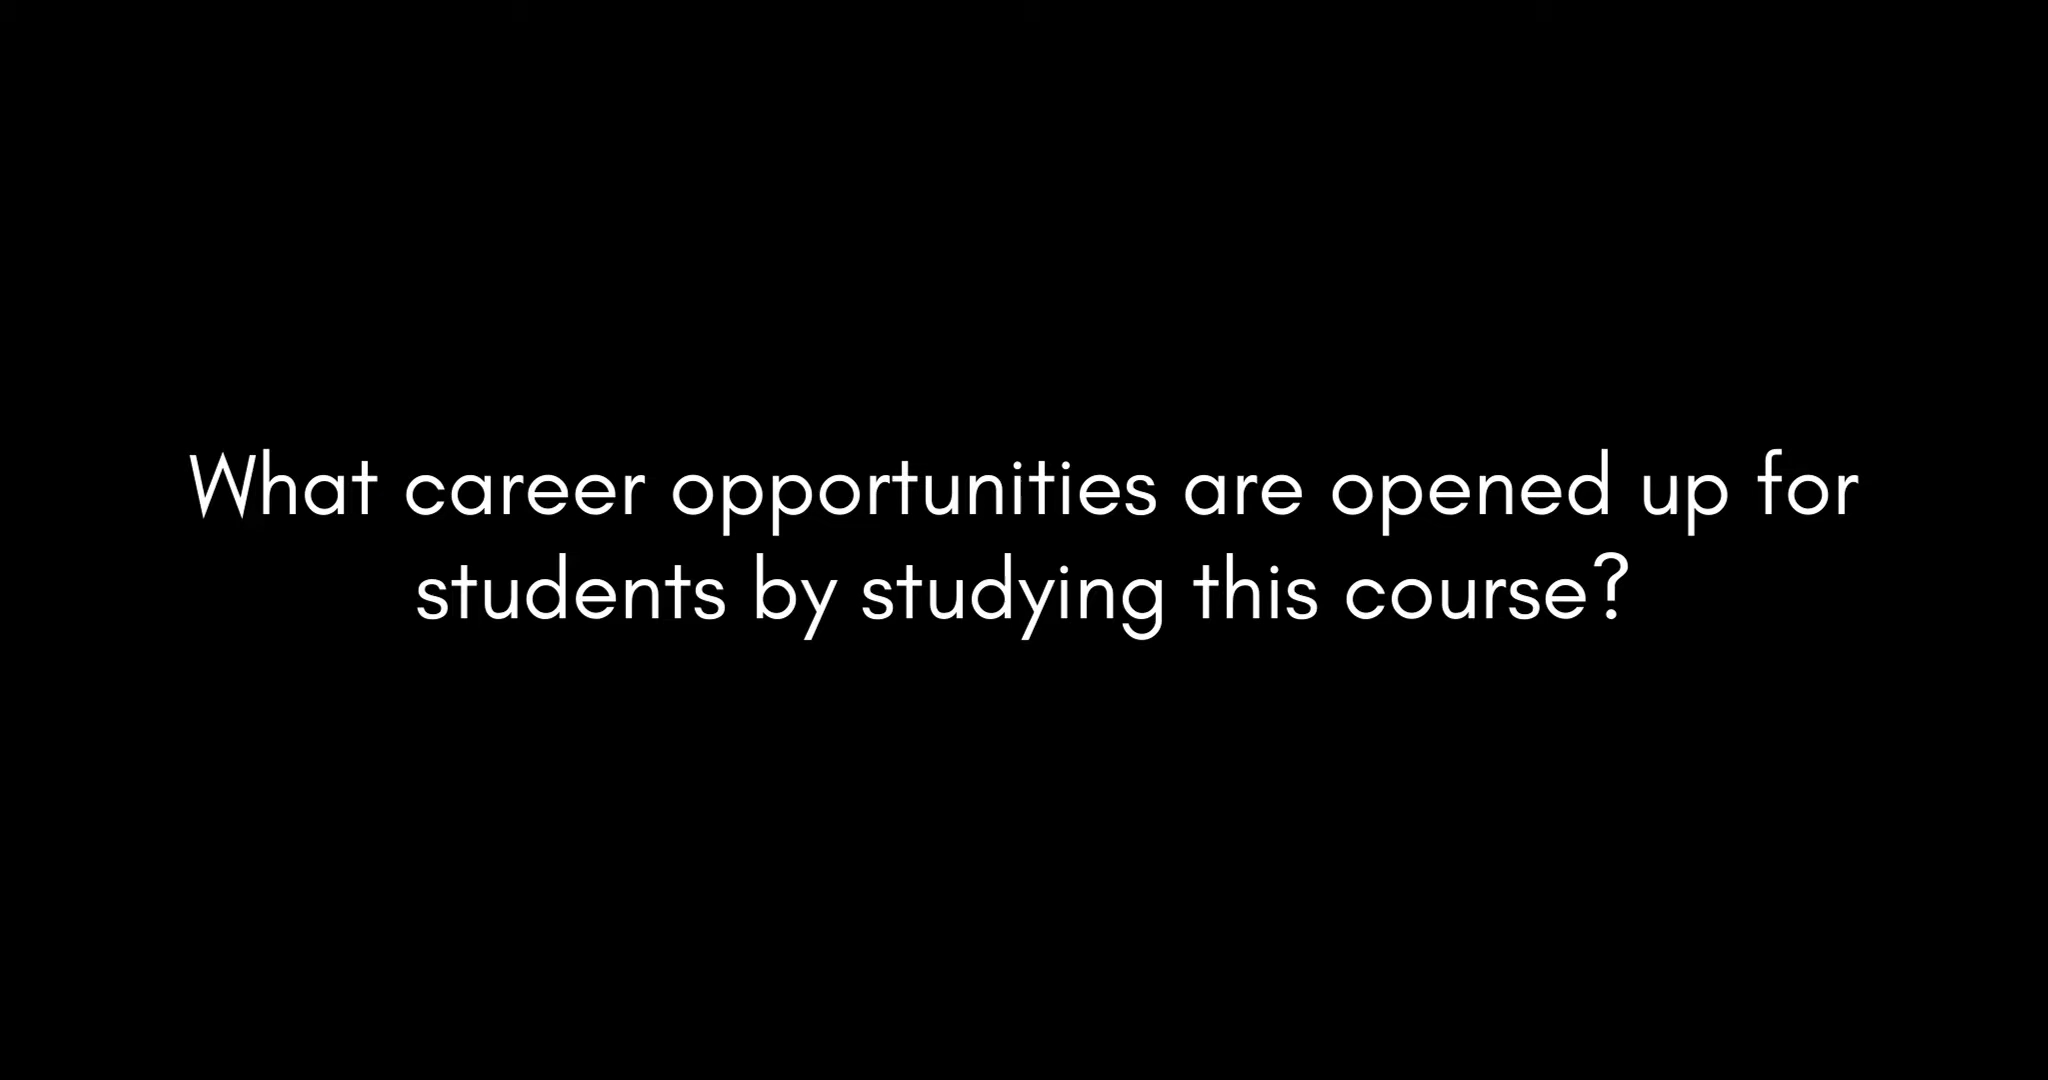 What career opportunities are opened up for
students by studying this course?